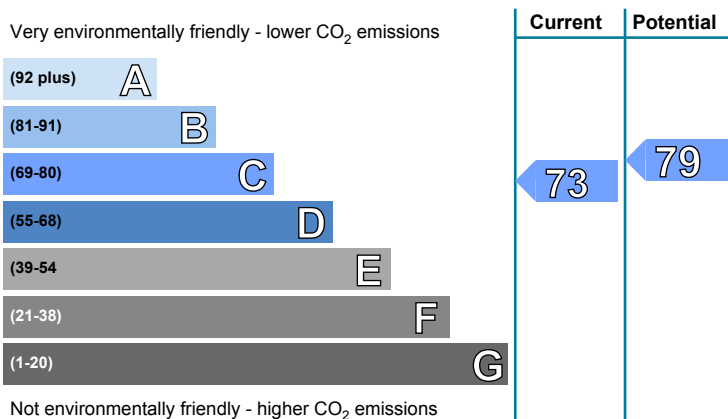 Current Potential
Very environmentally friendly - lower CO2 emissions
(92 plus) A
(81-91) B
(69-80) C
73 79
(55-68) D
(39-54 E
(21-38) F
(1-20) G
Not environmentally friendly - higher CO2 emissions